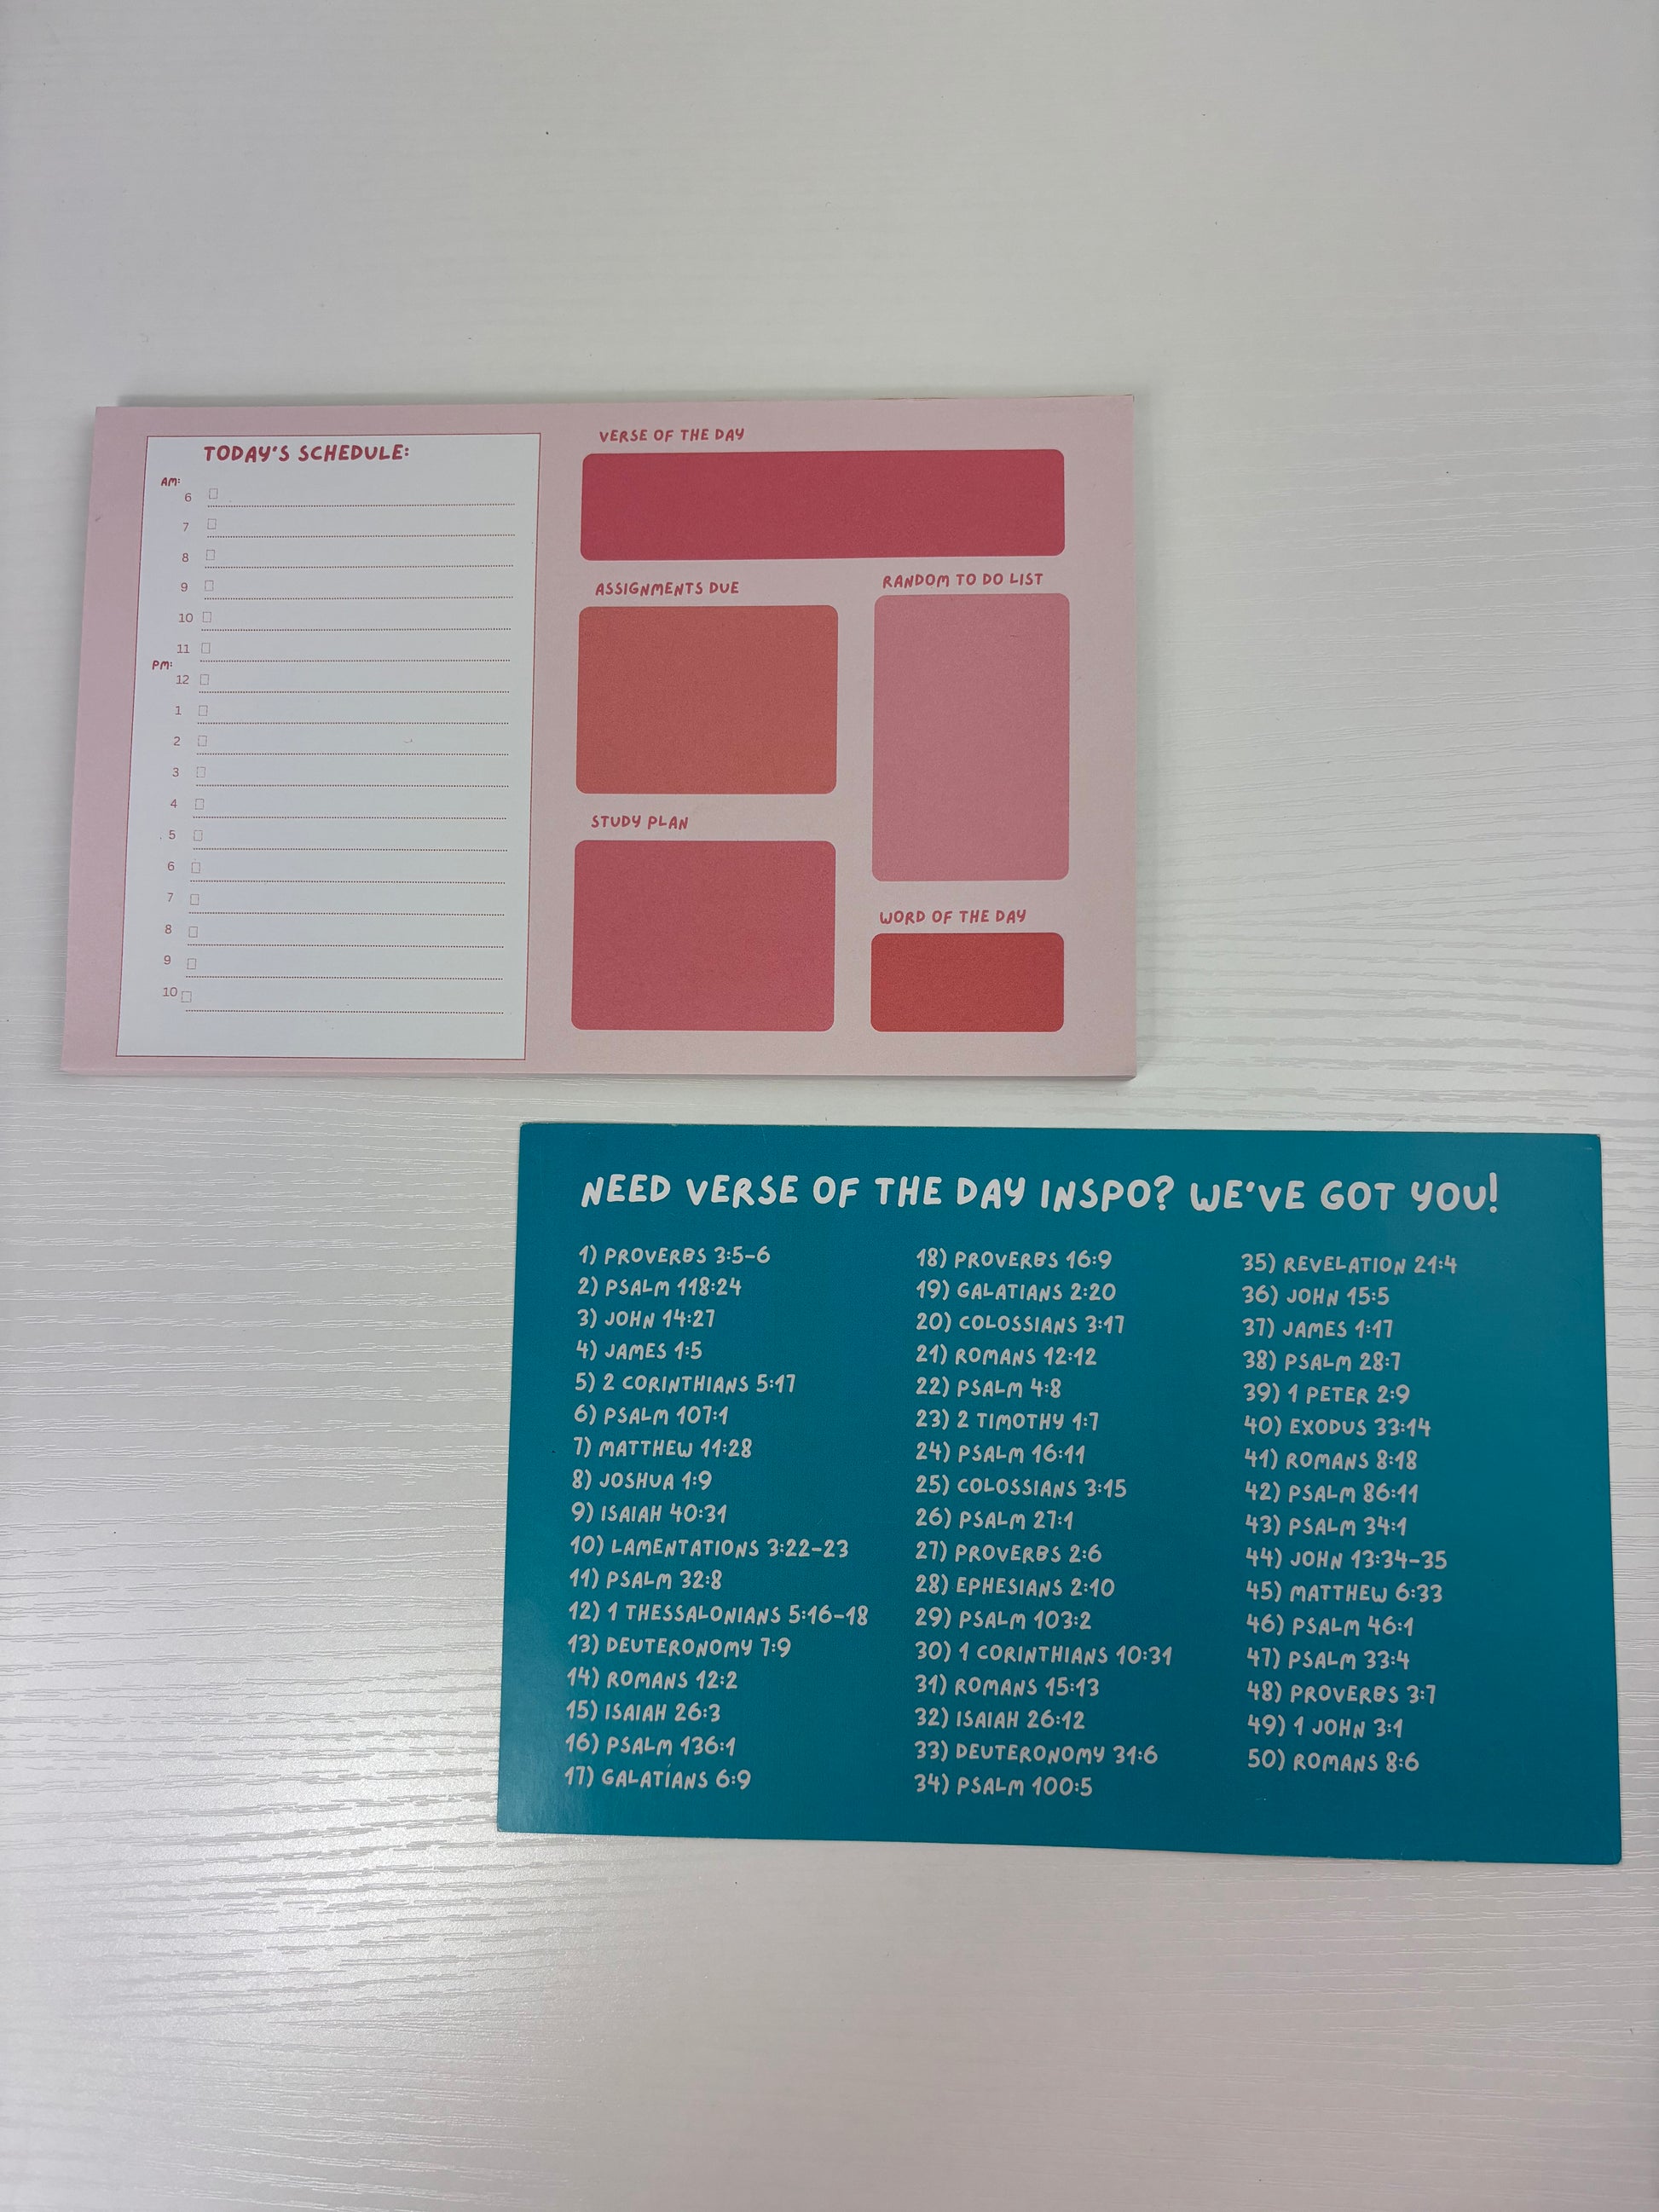 TODAY'S SCHEDULE:
AM:
6
7
8
9
10
11
PM:
12
1
2
3
4
5
6
7
8
9
10
VERSE OF THE DAY
ASSIGNMENTS DUE
RANDOM TO DO LIST
STUDY PLAN
WORD OF THE DAY
NEED VERSE OF THE DAY INSPO? WE'VE GOT YOU!
1) PROVERBS 3:5-6
2) PSALM 118:24
3) JOHN 14:27
4) JAMES 1:5
5) 2 CORINTHIANS 5:17
6) PSALM 107:1
7) MATTHEW 11:28
8) JOSHUA 1:9
9) ISAIAH 40:31
10) LAMENTATIONS 3:22-23
11) PSALM 32:8
12) 1 THESSALONIANS 5:16-18
13) DEUTERONOMY 7:9
14) ROMANS 12:2
15) ISAIAH 26:3
16) PSALM 136:1
17) GALATIANS 6:9
18) PROVERBS 16:9
19) GALATIANS 2:20
20) COLOSSIANS 3:17
21) ROMANS 12:12
22) PSALM 4:8
23) 2 TIMOTHY 1:7
24) PSALM 16:11
25) COLOSSIANS 3:15
26) PSALM 27:1
27) PROVERBS 2:6
28) EPHESIANS 2:10
29) PSALM 103:2
30) 1 CORINTHIANS 10:31
31) ROMANS 15:13
32) ISAIAH 26:12
33) DEUTERONOMY 31:6
34) PSALM 100:5
35) REVELATION 21:4
36) JOHN 15:5
37) JAMES 1:17
38) PSALM 28:7
39) 1 PETER 2:9
40) EXODUS 33:14
41) ROMANS 8:18
42) PSALM 86:11
43) PSALM 34:1
44) JOHN 13:34-35
45) MATTHEW 6:33
46) PSALM 46:1
47) PSALM 33:4
48) PROVERBS 3:7
49) 1 JOHN 3:1
50) ROMANS 8:6